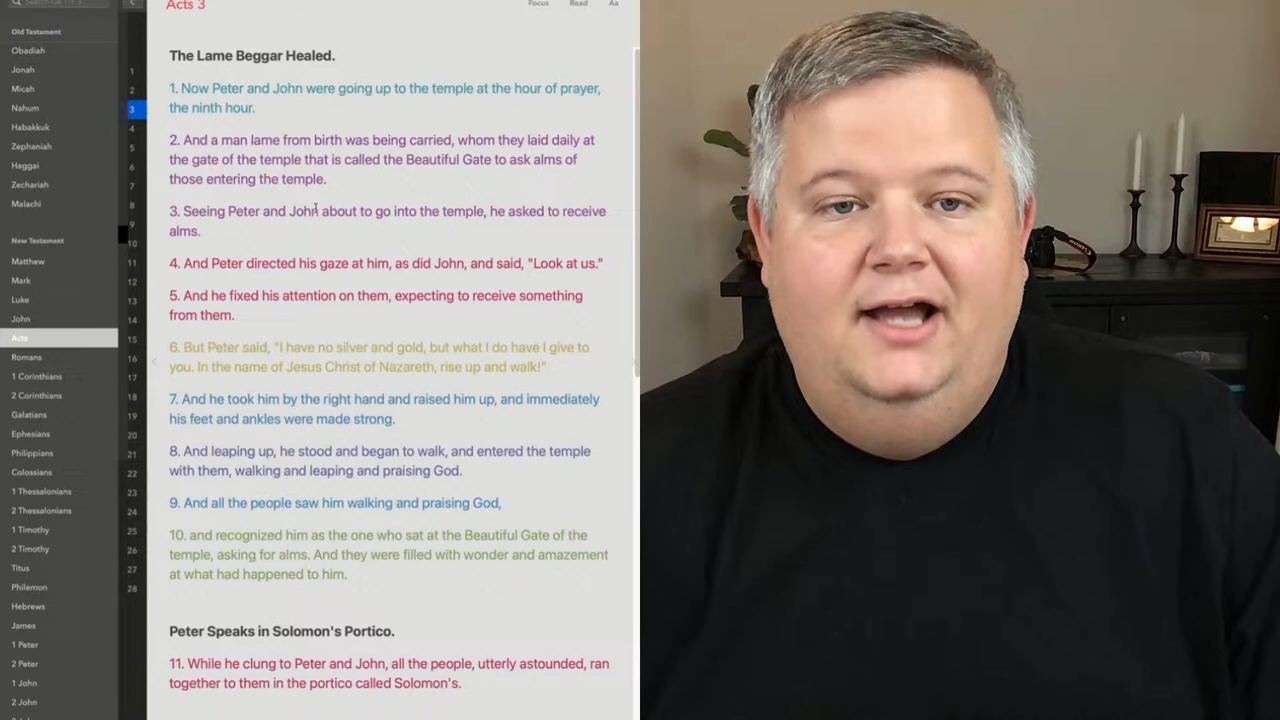 Search Ge 1:1-3
Acts 3
Focus
Read
Aa
Old Testament
Obadiah
Jonah
Micah
Nahum
Habakkuk
Zephaniah
Haggai
Zechariah
Malachi
New Testament
Matthew
Mark
Luke
John
Acts
Romans
1 Corinthians
2 Corinthians
Galatians
Ephesians
Philippians
Colossians
1 Thessalonians
2 Thessalonians
1 Timothy
2 Timothy
Titus
Philemon
Hebrews
James
1 Peter
2 Peter
1 John
2 John
1
2
3
4
5
6
7
8
9
10
11
12
13
14
15
16
17
18
19
20
21
22
23
24
25
26
27
28
The Lame Beggar Healed.
1. Now Peter and John were going up to the temple at the hour of prayer,
the ninth hour.
2. And a man lame from birth was being carried, whom they laid daily at
the gate of the temple that is called the Beautiful Gate to ask alms of
those entering the temple.
3. Seeing Peter and John about to go into the temple, he asked to receive
alms.
4. And Peter directed his gaze at him, as did John, and said, "Look at us."
5. And he fixed his attention on them, expecting to receive something
from them.
6. But Peter said, "I have no silver and gold, but what I do have I give to
you. In the name of Jesus Christ of Nazareth, rise up and walk!"
7. And he took him by the right hand and raised him up, and immediately
his feet and ankles were made strong.
8. And leaping up, he stood and began to walk, and entered the temple
with them, walking and leaping and praising God.
9. And all the people saw him walking and praising God,
10. and recognized him as the one who sat at the Beautiful Gate of the
temple, asking for alms. And they were filled with wonder and amazement
at what had happened to him.
Peter Speaks in Solomon's Portico.
11. While he clung to Peter and John, all the people, utterly astounded, ran
together to them in the portico called Solomon's.